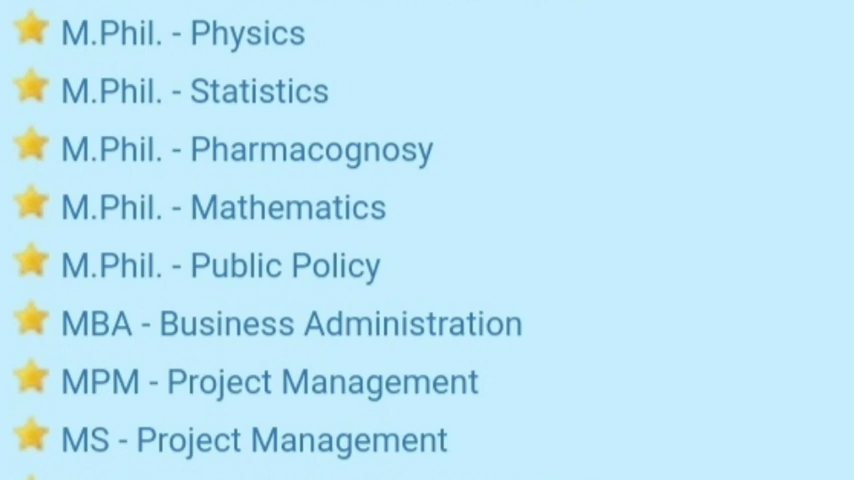 M.Phil. - Physics
M.Phil. - Statistics
M.Phil. - Pharmacognosy
M.Phil. - Mathematics
M.Phil. - Public Policy
MBA - Business Administration
MPM - Project Management
MS - Project Management